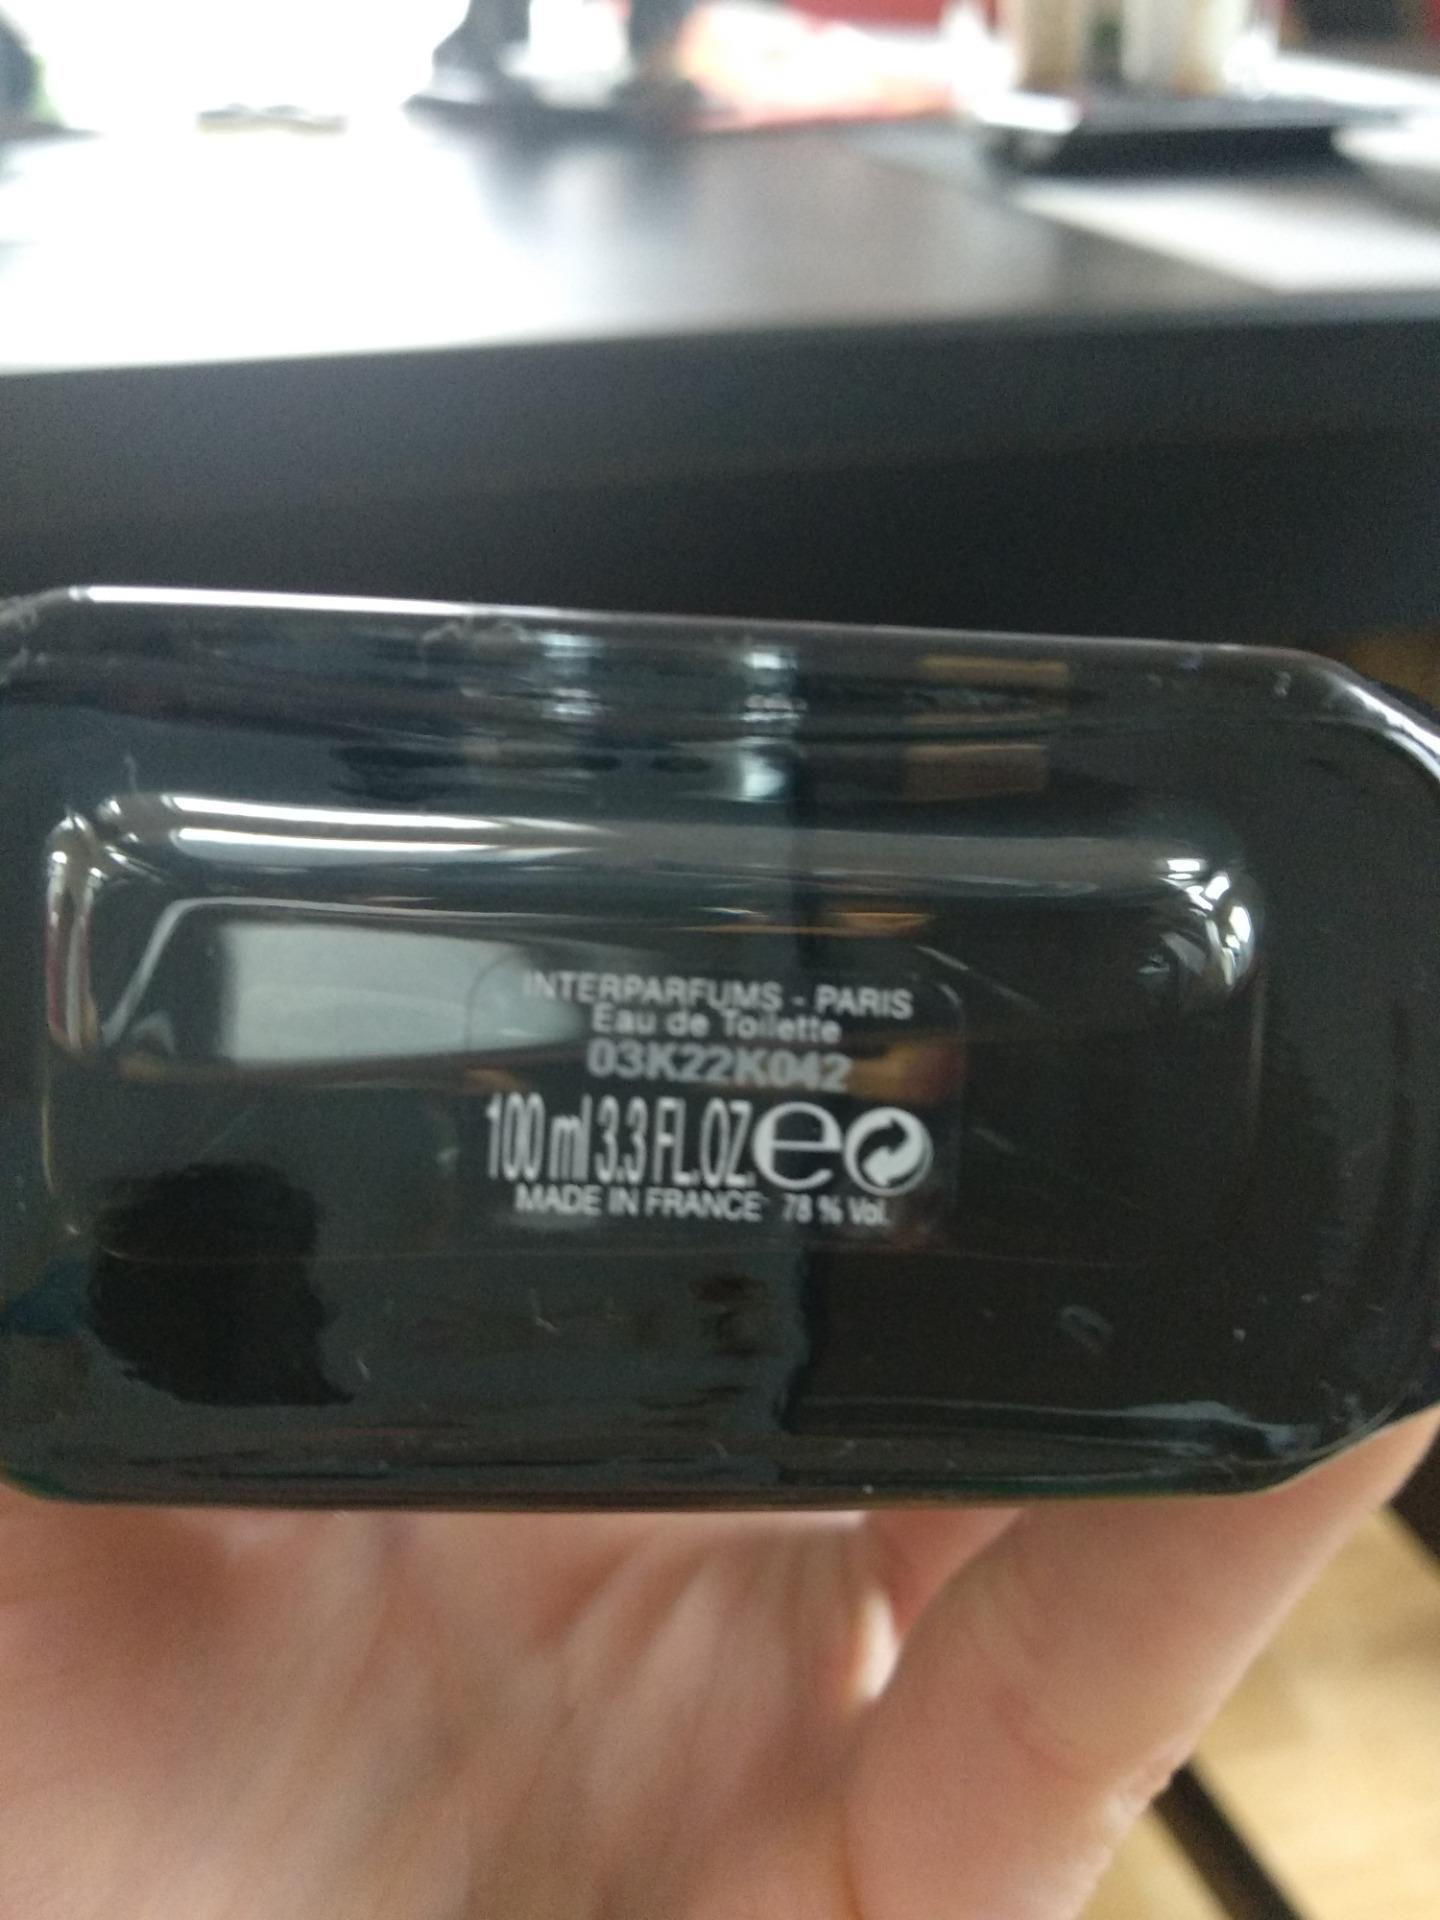 INTERPARFUMS - PARIS
Eau de Toilette
03K22K042
100 ml 3.3 FL.OZ. e
MADE IN FRANCE 78 % Vol.